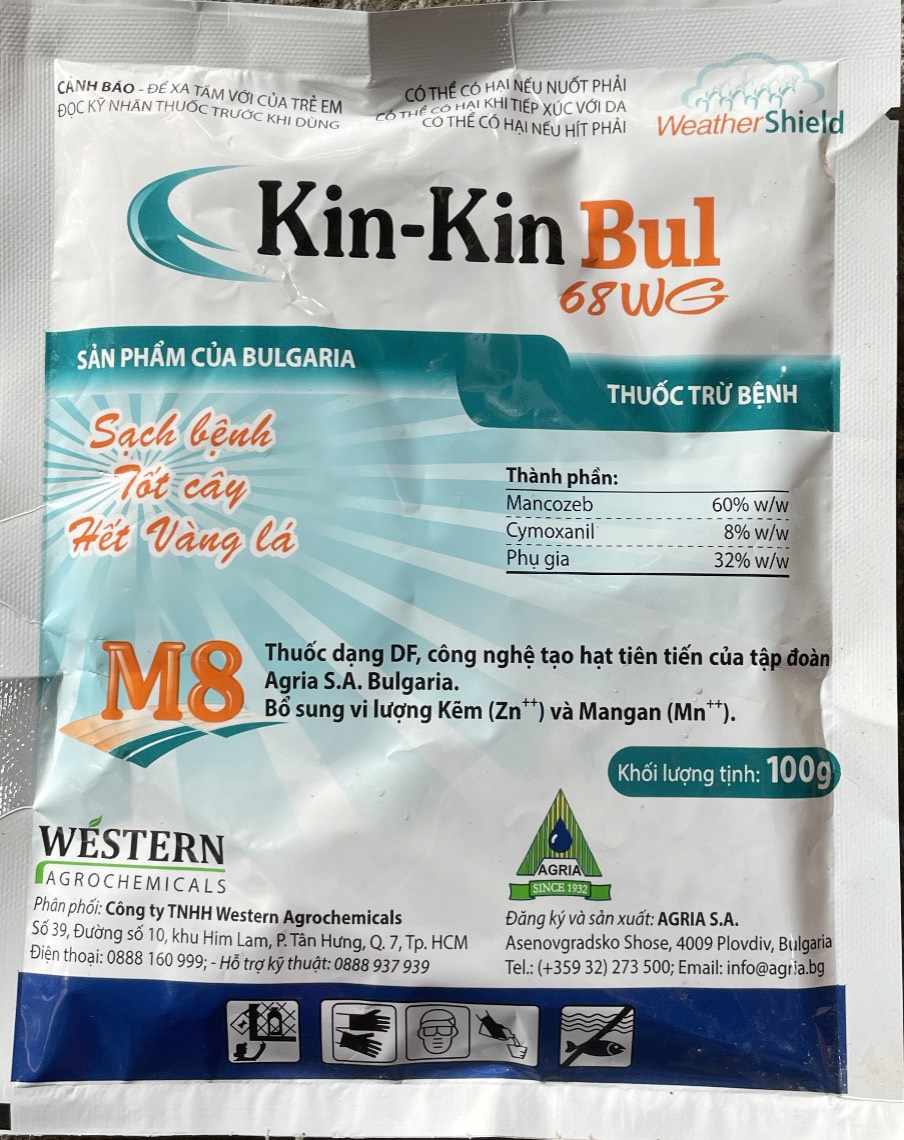 CẢNH BÁO - ĐỂ XA TẦM VỚI CỦA TRẺ EM
ĐỌC KỸ NHÃN THUỐC TRƯỚC KHI DÙNG
CÓ THỂ CÓ HẠI NẾU NUỐT PHẢI
CÓ THỂ CÓ HẠI KHI TIẾP XÚC VỚI DA
CÓ THỂ CÓ HẠI NẾU HÍT PHẢI
WeatherShield
Kin-Kin Bul
68WG
SẢN PHẨM CỦA BULGARIA
THUỐC TRỪ BỆNH
Sạch bệnh
Tốt cây
Hết Vàng lá
Thành phần:
Mancozeb 60% w/w
Cymoxanil 8% w/w
Phụ gia 32% w/w
M8
Thuốc dạng DF, công nghệ tạo hạt tiên tiến của tập đoàn
Agria S.A. Bulgaria.
Bổ sung vi lượng Kẽm (Zn⁺⁺) và Mangan (Mn⁺⁺).
Khối lượng tịnh: 100g
WESTERN
AGROCHEMICALS
Phân phối: Công ty TNHH Western Agrochemicals
Số 39, Đường số 10, khu Him Lam, P. Tân Hưng, Q. 7, Tp. HCM
Điện thoại: 0888 160 999; - Hỗ trợ kỹ thuật: 0888 937 939
AGRIA
SINCE 1932
Đăng ký và sản xuất: AGRIA S.A.
Asenovgradsko Shose, 4009 Plovdiv, Bulgaria
Tel.: (+359 32) 273 500; Email: info@agria.bg